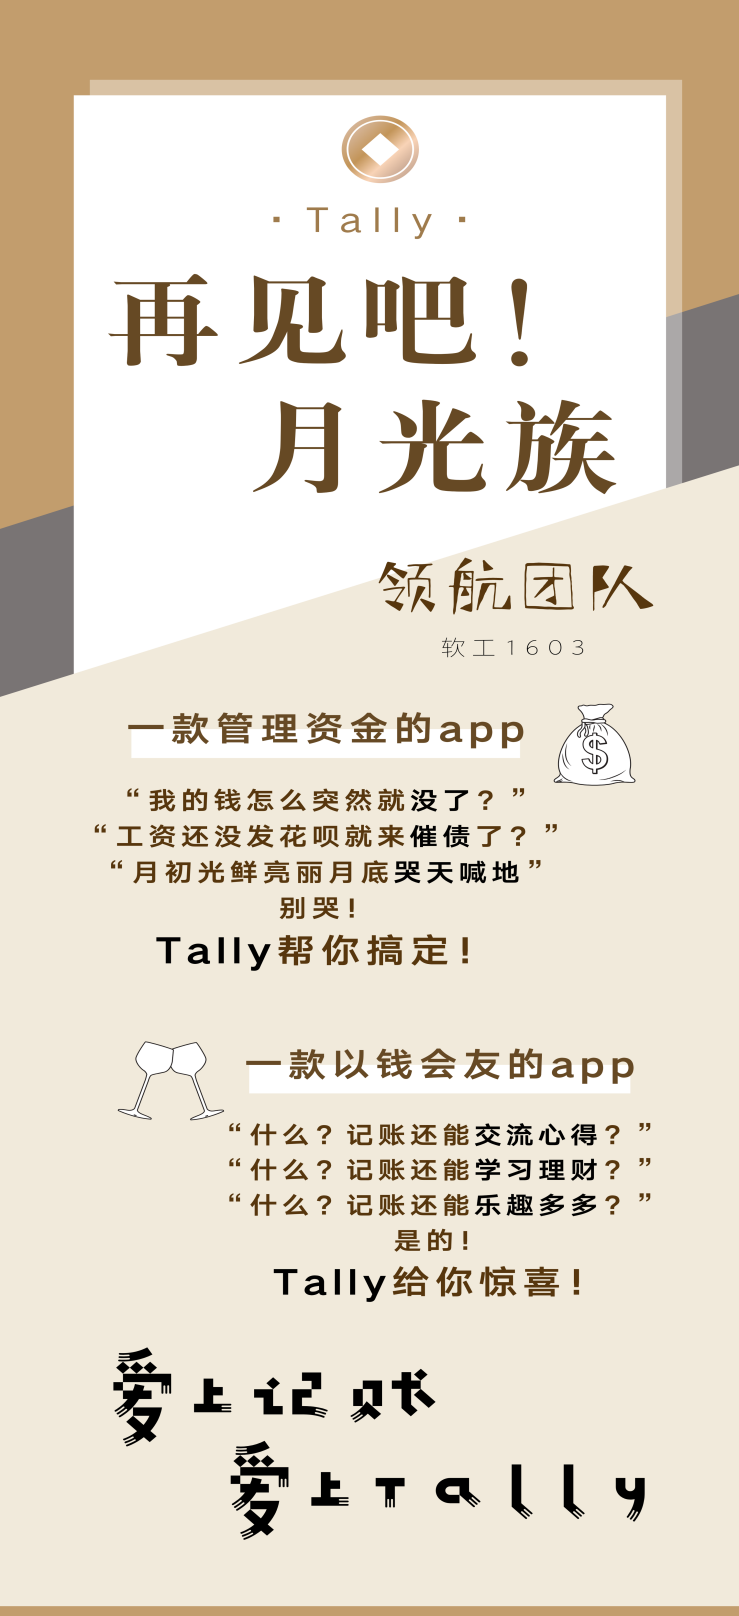 · Tally ·
再见吧！
月光族
领航团队
软工1603
一款管理资金的app
$
“我的钱怎么突然就没了？”
“工资还没发花呗就来催债了？”
“月初光鲜亮丽月底哭天喊地”
别哭！
Tally帮你搞定！
一款以钱会友的app
“什么？记账还能交流心得？”
“什么？记账还能学习理财？”
“什么？记账还能乐趣多多？”
是的！
Tally给你惊喜！
爱上记账
爱上Tally